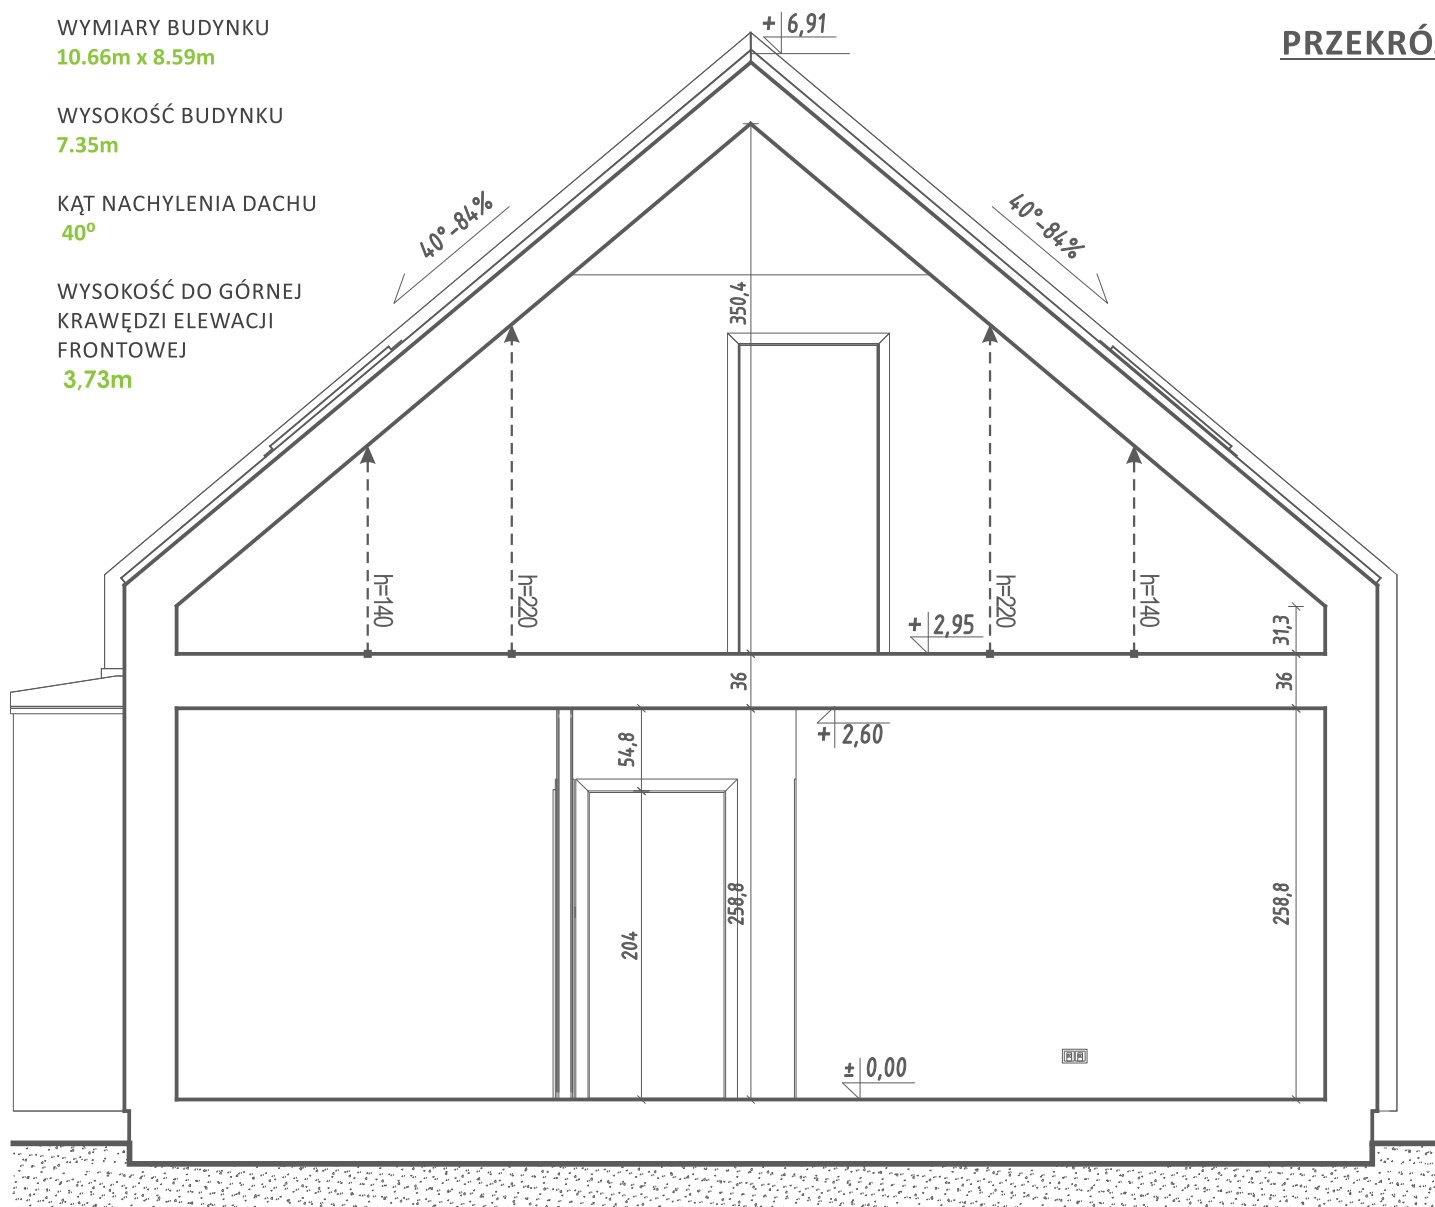 WYMIARY BUDYNKU
10.66m x 8.59m
WYSOKOŚĆ BUDYNKU
7.35m
KĄT NACHYLENIA DACHU
40º
WYSOKOŚĆ DO GÓRNEJ
KRAWĘDZI ELEWACJI
FRONTOWEJ
3,73m
+ 6,91
40°-84%
40°-84%
350,4
h=140
h=220
h=220
h=140
+ 2,95
31,3
36
36
+ 2,60
54,8
204
258,8
258,8
± 0,00